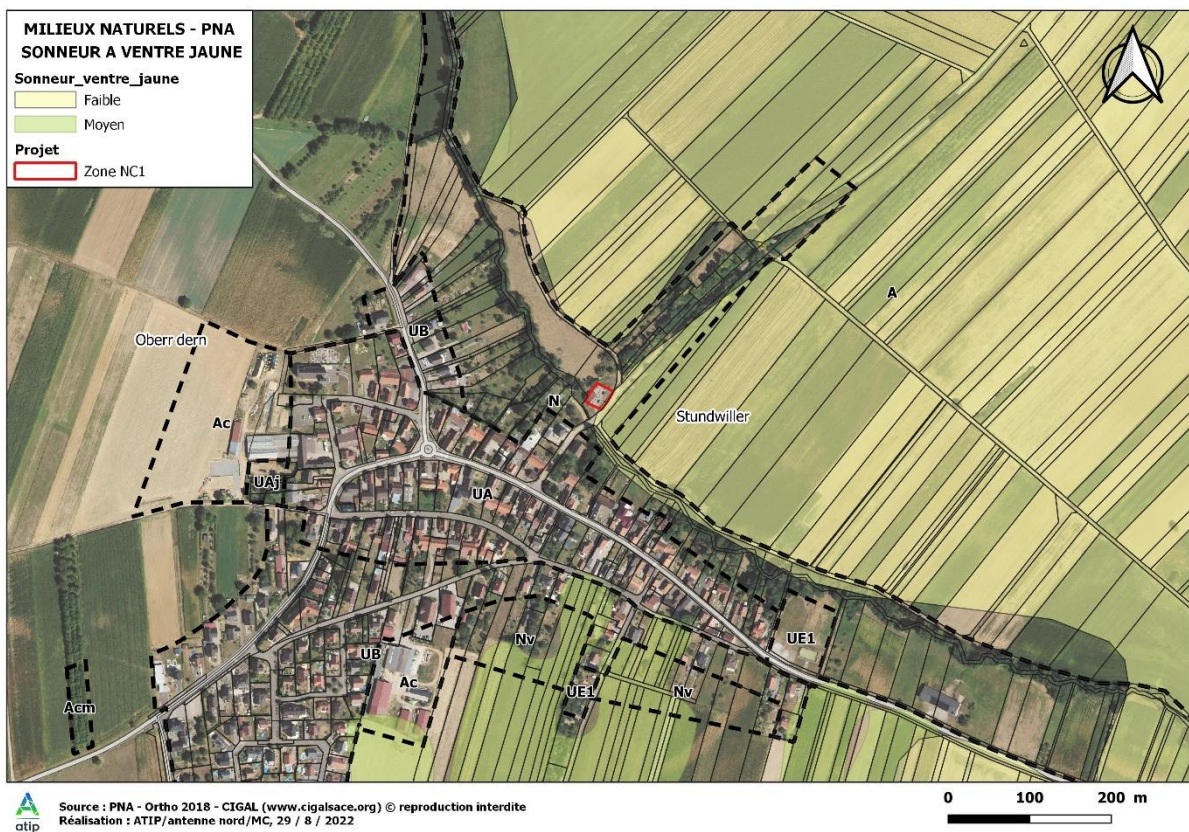 MILIEUX NATURELS - PNA
SONNEUR A VENTRE JAUNE
Sonneur_ventre_jaune
Faible
Moyen
Projet
Zone NC1
A
UB
Oberr dern
Stundwiller
N
Ac
UAj
UA
UE1
Nv
UB
Ac
UE1
Nv
Acm
atip
Source : PNA - Ortho 2018 - CIGAL (www.cigalsace.org) © reproduction interdite
Réalisation : ATIP/antenne nord/MC, 29 / 8 / 2022
0 100 200 m